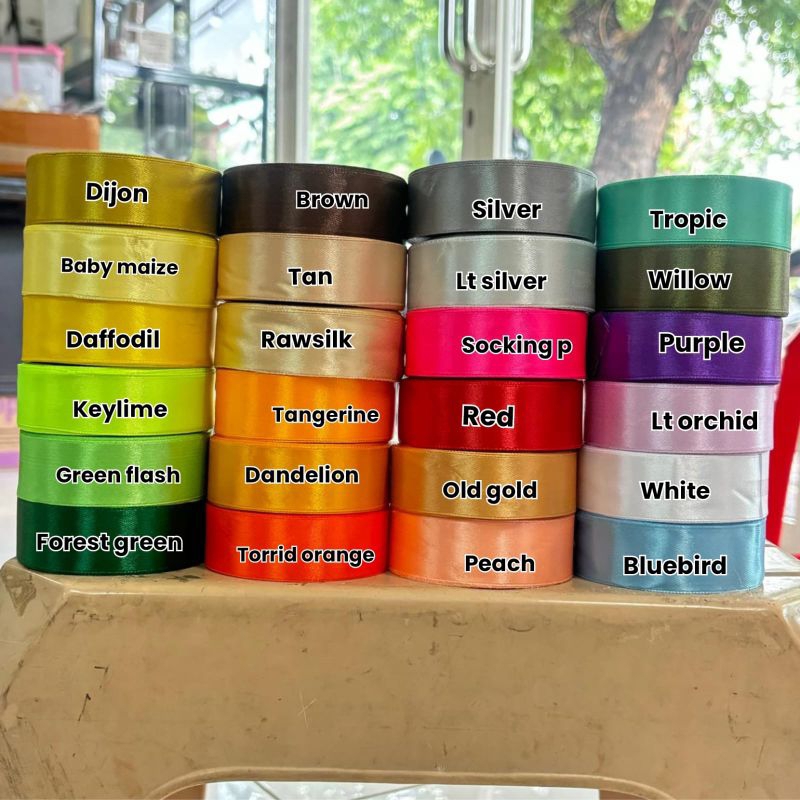 Dijon
Baby maize
Daffodil
Keylime
Green flash
Forest green
Brown
Tan
Rawsilk
Tangerine
Dandelion
Torrid orange
Silver
Lt silver
Socking p
Red
Old gold
Peach
Tropic
Willow
Purple
Lt orchid
White
Bluebird